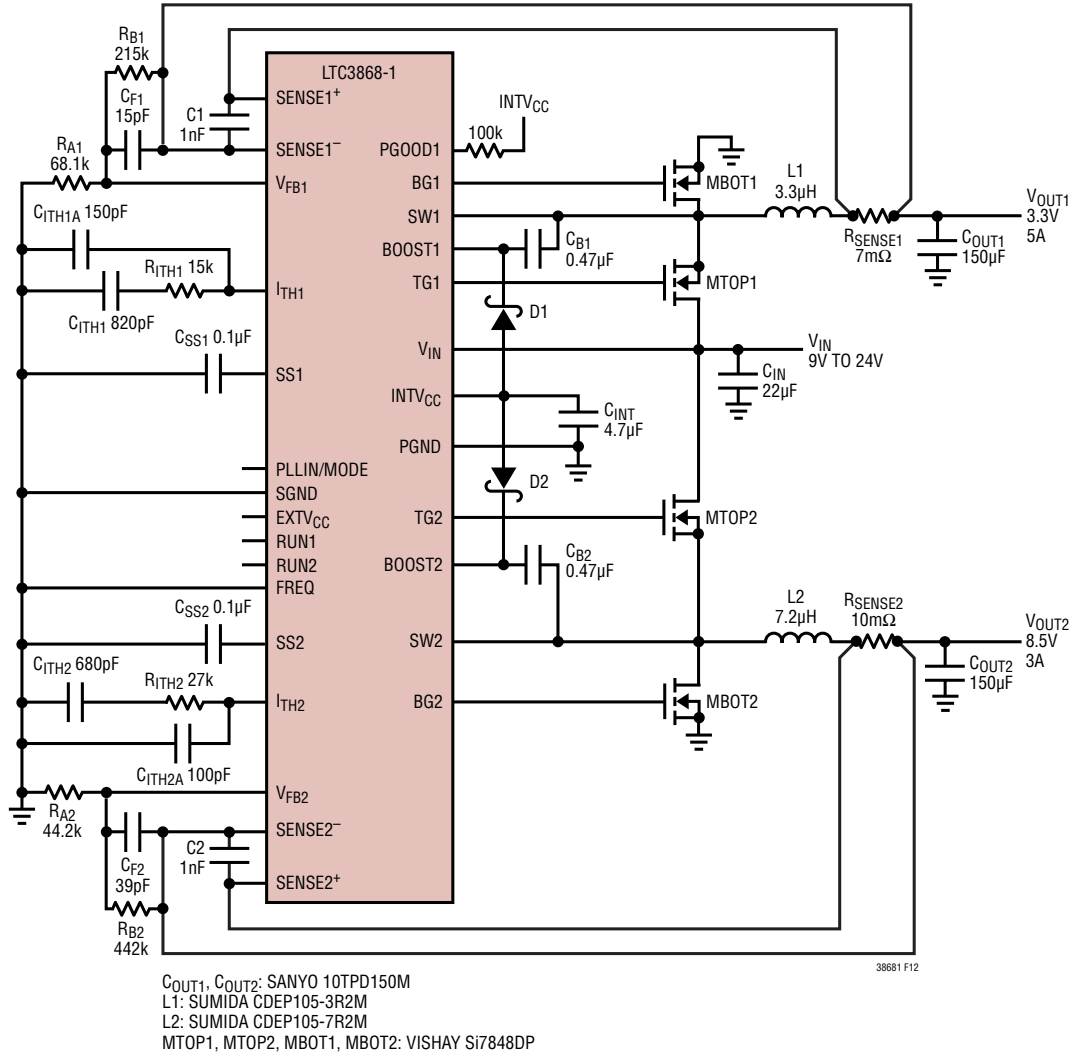 RB1
215k
CF1
15pF
RA1
68.1k
C1
1nF
CITH1A 150pF
RITH1 15k
CITH1 820pF
CSS1 0.1µF
CSS2 0.1µF
CITH2 680pF
RITH2 27k
CITH2A 100pF
RA2
44.2k
CF2
39pF
C2
1nF
RB2
442k
LTC3868-1
SENSE1+
SENSE1–
VFB1
ITH1
SS1
PLLIN/MODE
SGND
EXTVCC
RUN1
RUN2
FREQ
SS2
ITH2
VFB2
SENSE2–
SENSE2+
PGOOD1
BG1
SW1
BOOST1
TG1
VIN
INTVCC
PGND
TG2
BOOST2
SW2
BG2
INTVCC
100k
CB1
0.47µF
D1
CINT
4.7µF
D2
CB2
0.47µF
MBOT1
MTOP1
MTOP2
MBOT2
L1
3.3µH
RSENSE1
7mΩ
COUT1
150µF
VOUT1
3.3V
5A
VIN
9V TO 24V
CIN
22µF
L2
7.2µH
RSENSE2
10mΩ
COUT2
150µF
VOUT2
8.5V
3A
38681 F12
COUT1, COUT2: SANYO 10TPD150M
L1: SUMIDA CDEP105-3R2M
L2: SUMIDA CDEP105-7R2M
MTOP1, MTOP2, MBOT1, MBOT2: VISHAY Si7848DP